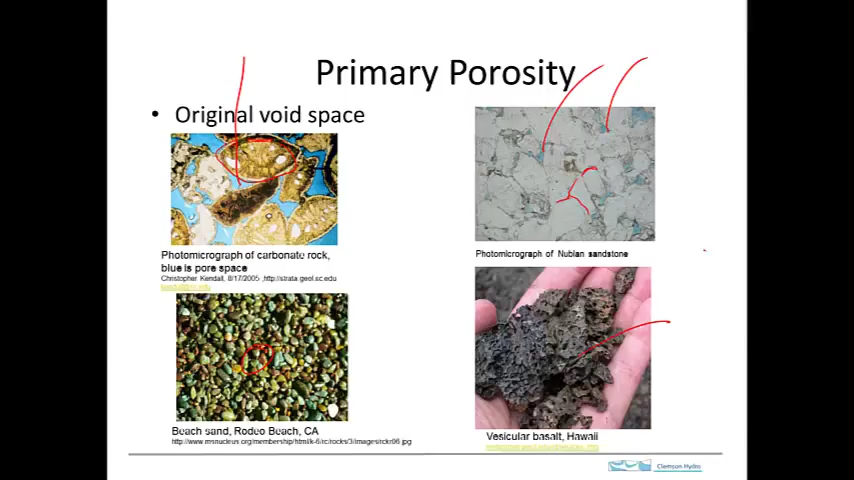 Primary Porosity
• Original void space
Photomicrograph of carbonate rock,
blue is pore space
Christopher Kendall, 8/17/2005 ,http://strata.geol.sc.edu
Photomicrograph of Nubian sandstone
Beach sand, Rodeo Beach, CA
http://www.msnucleus.org/membership/html/k-6/rc/rocks/3/images/rckr06.jpg
Vesicular basalt, Hawaii
Clemson Hydro